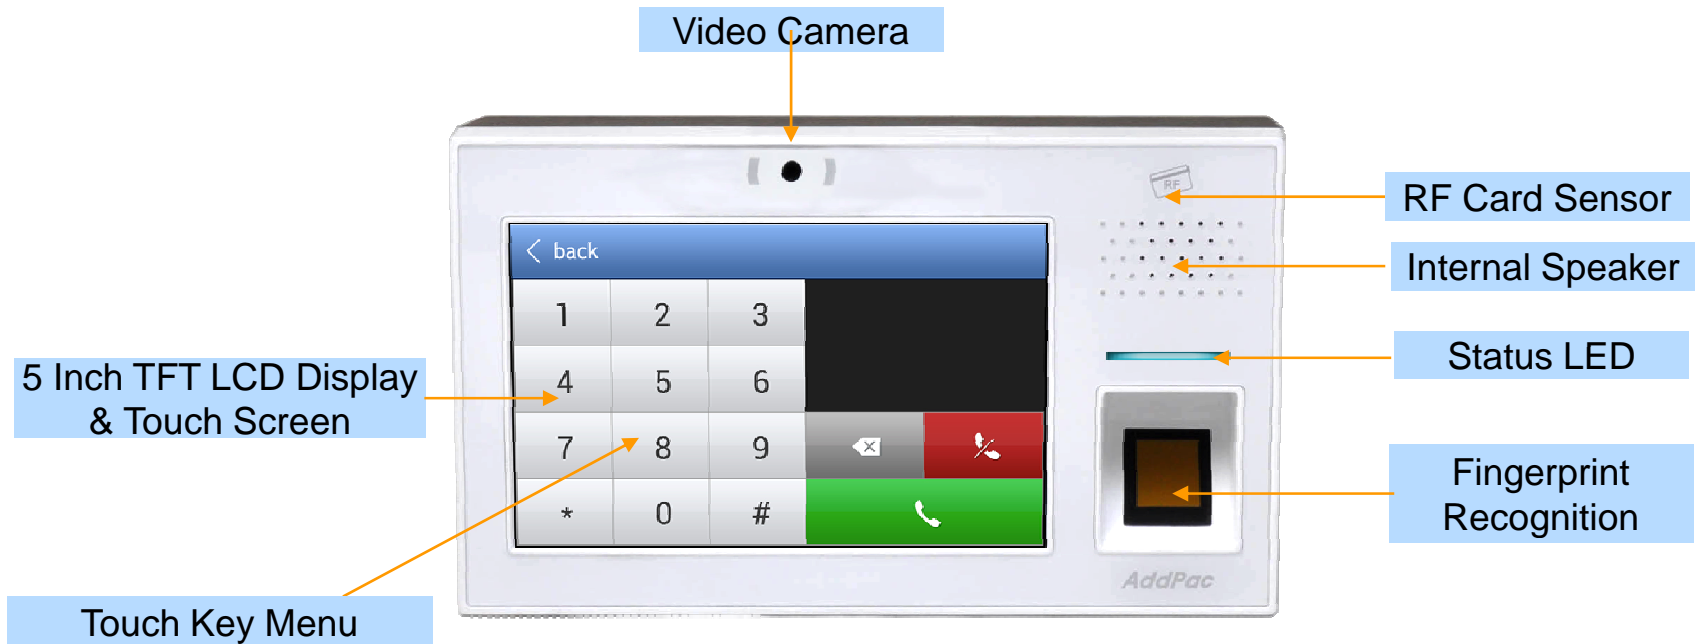 Video Camera
RF
RF Card Sensor
Internal Speaker
< back
1 2 3
4 5 6
7 8 9
* 0 #
5 Inch TFT LCD Display
& Touch Screen
Status LED
Fingerprint
Recognition
AddPac
Touch Key Menu